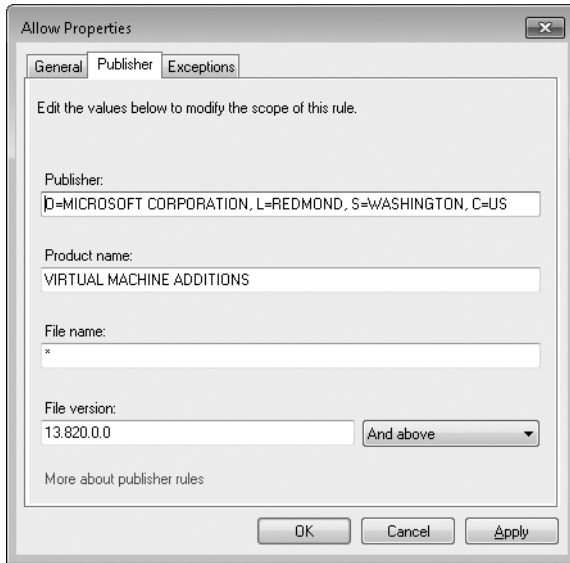 Allow Properties
General Publisher Exceptions
Edit the values below to modify the scope of this rule.
Publisher:
O=MICROSOFT CORPORATION, L=REDMOND, S=WASHINGTON, C=US
Product name:
VIRTUAL MACHINE ADDITIONS
File name:
*
File version:
13.820.0.0 And above
More about publisher rules
OK Cancel Apply